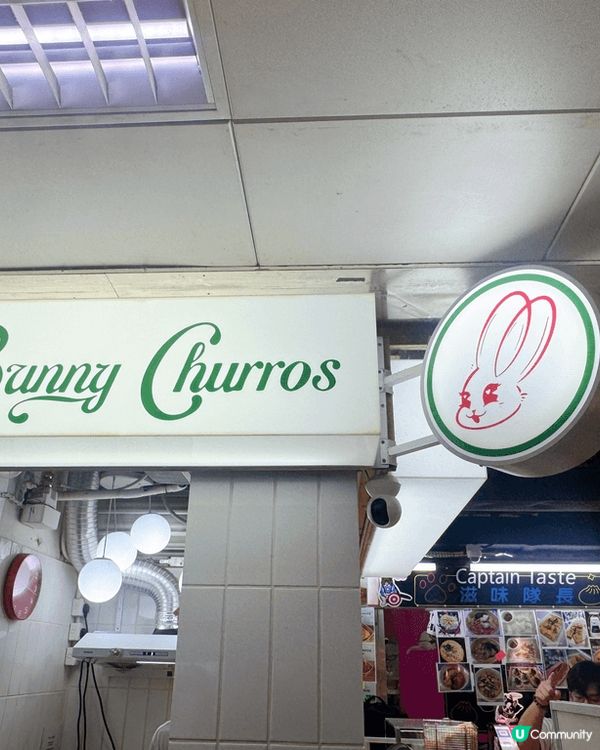 Bunny Churros
Captain Taste
滋味隊長
U Community